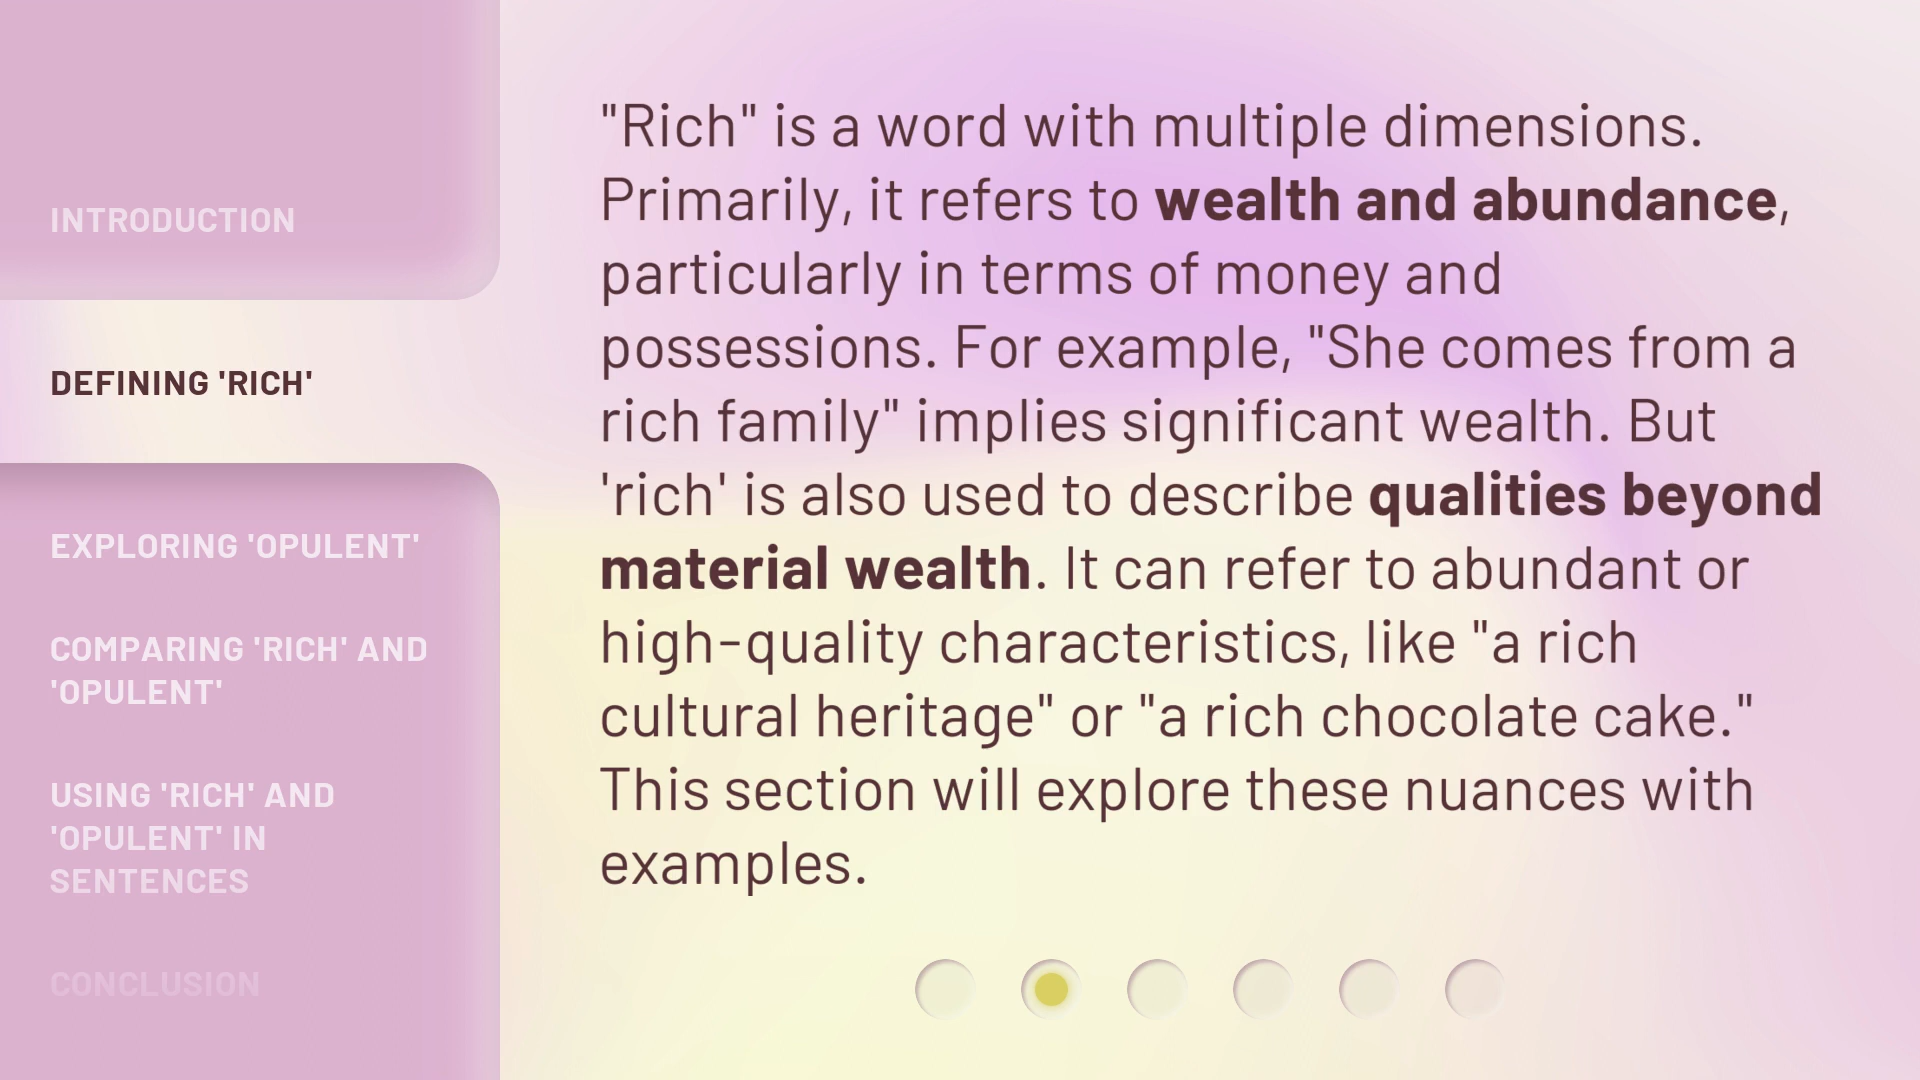 INTRODUCTION
DEFINING 'RICH'
EXPLORING 'OPULENT'
COMPARING 'RICH' AND
'OPULENT'
USING 'RICH' AND
'OPULENT' IN
SENTENCES
CONCLUSION
"Rich" is a word with multiple dimensions.
Primarily, it refers to wealth and abundance,
particularly in terms of money and
possessions. For example, "She comes from a
rich family" implies significant wealth. But
'rich' is also used to describe qualities beyond
material wealth. It can refer to abundant or
high-quality characteristics, like "a rich
cultural heritage" or "a rich chocolate cake."
This section will explore these nuances with
examples.